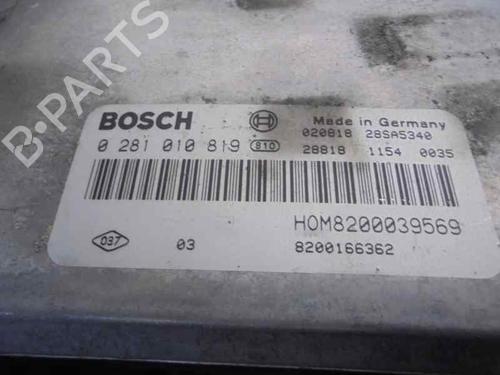 B-PARTS
BOSCH
Made in Germany
0 281 010 819 810
020818 28SA5340
28818 1154 0035
HOM8200039569
037 03
8200166362